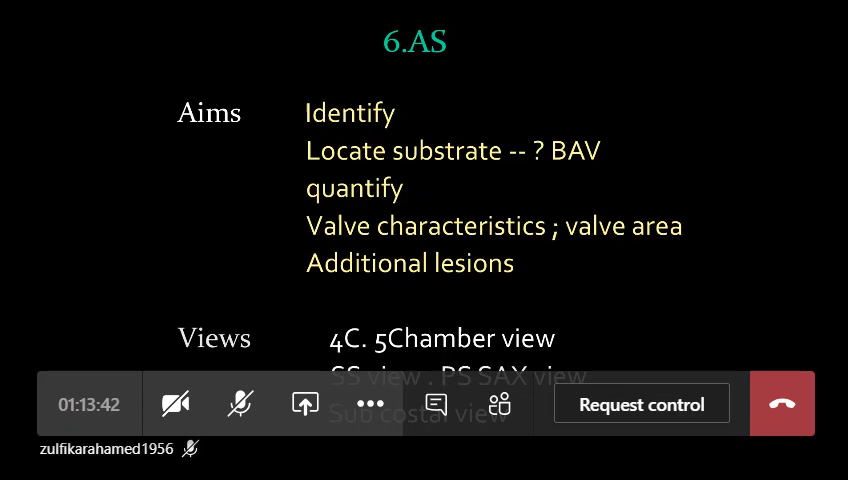 6.AS
Aims Identify
Locate substrate -- ? BAV
quantify
Valve characteristics ; valve area
Additional lesions
Views 4C. 5Chamber view
SS view . PS SAX view
Sub costal view
01:13:42 Request control
zulfikarahamed1956